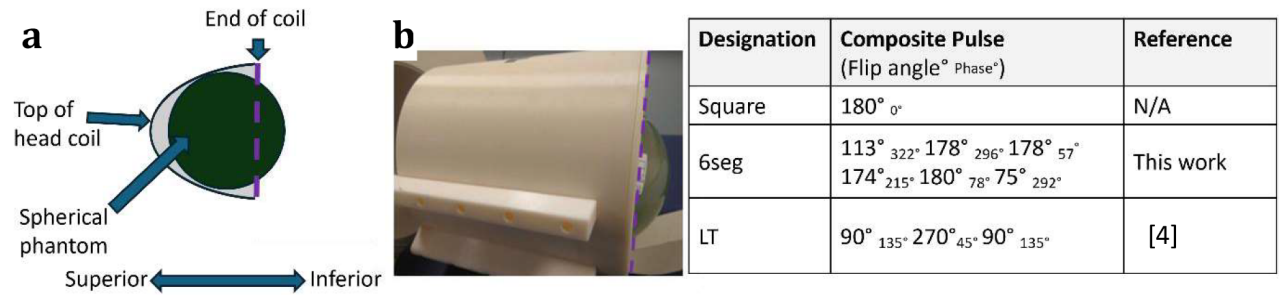 a
End of coil
Top of
head coil
Spherical
phantom
Superior
Inferior
b
Designation Composite Pulse Reference
(Flip angle° Phase°)
Square 180° 0° N/A
6seg 113° 322° 178° 296° 178° 57° This work
174° 215° 180° 78° 75° 292°
LT 90° 135° 270° 45° 90° 135° [4]